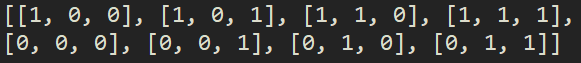 [[1, 0, 0], [1, 0, 1], [1, 1, 0], [1, 1, 1],
[0, 0, 0], [0, 0, 1], [0, 1, 0], [0, 1, 1]]